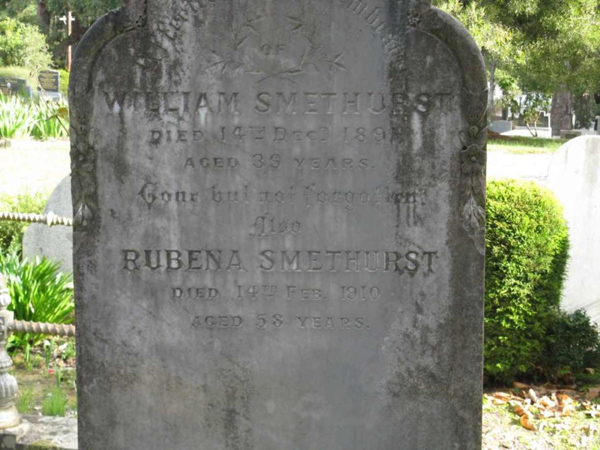 OF
WILLIAM SMETHURST
DIED 14TH DECR
AGED 39 YEARS.
Gone but not forgotten.
Also
RUBENA SMETHURST
DIED 14TH FEB. 1910
AGED 58 YEARS.